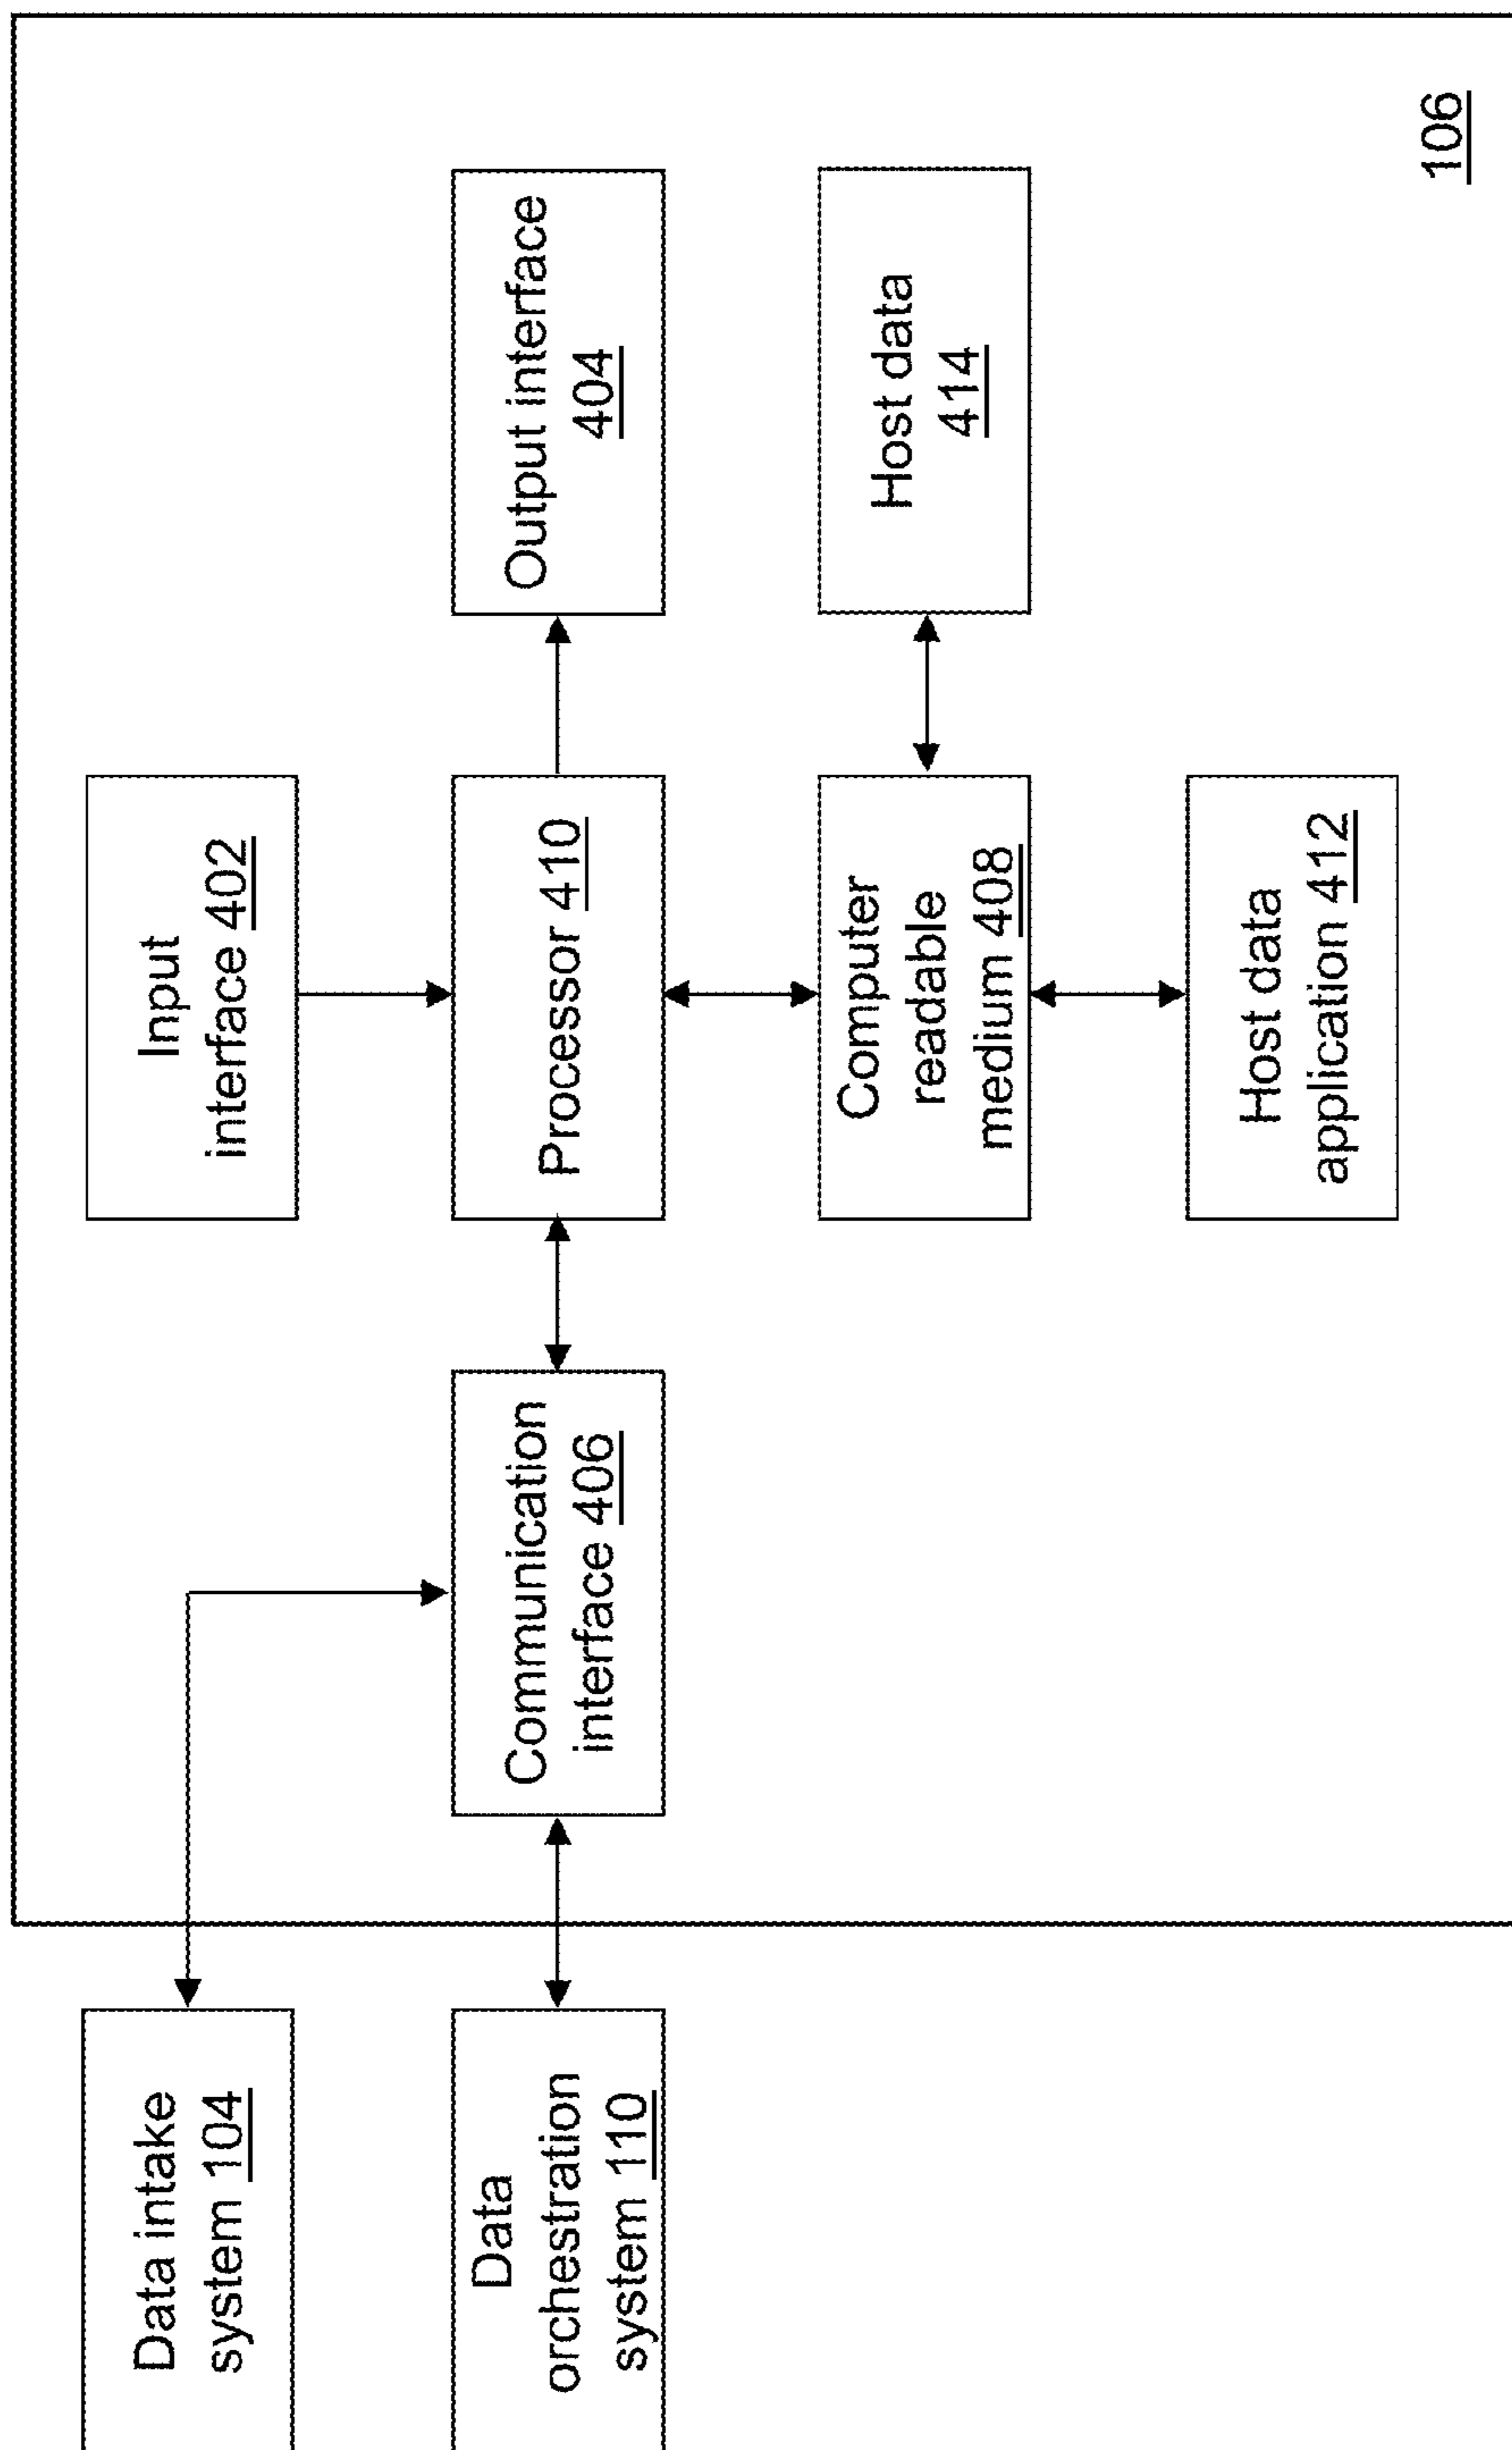 Data intake
system 104
Data
orchestration
system 110
Communication
interface 406
Input
interface 402
Processor 410
Computer
readable
medium 408
Host data
application 412
Output interface
404
Host data
414
106